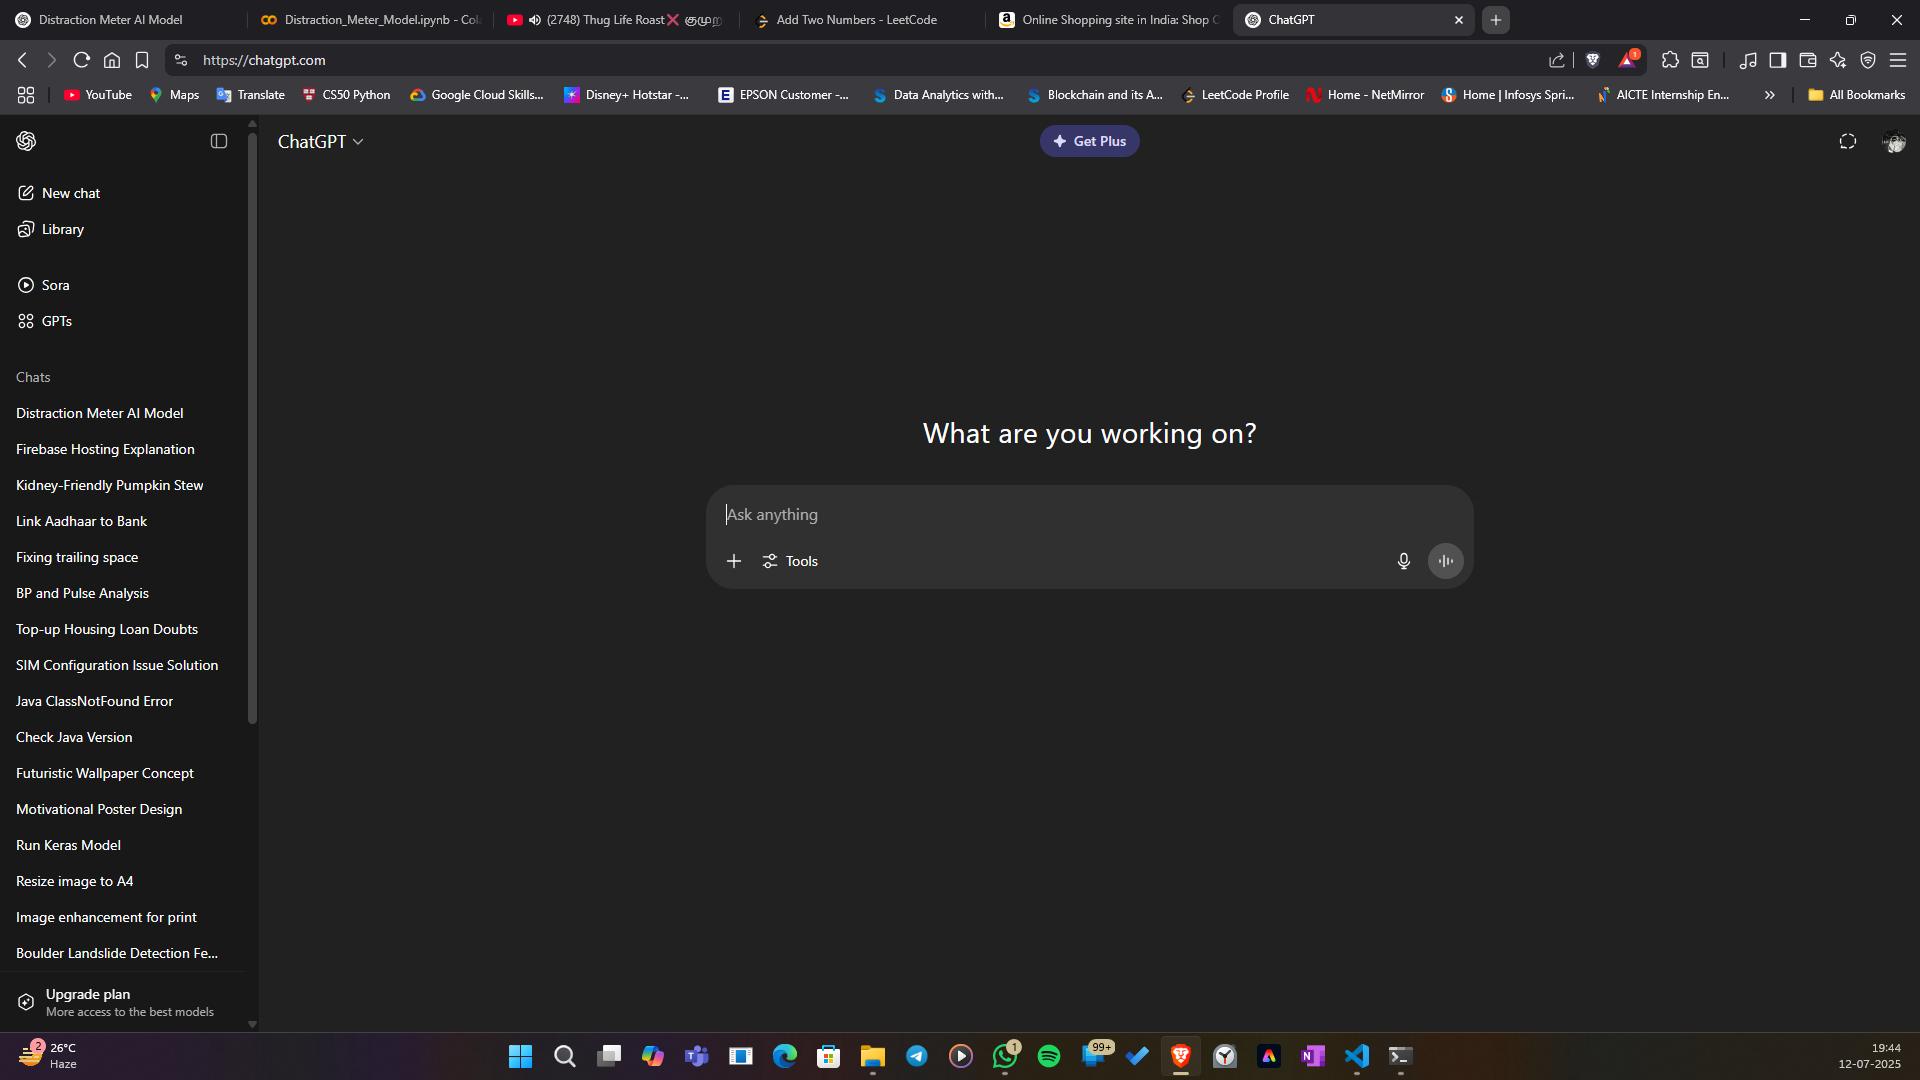 Distraction Meter AI Model
Distraction_Meter_Model.ipynb - Col
(2748) Thug Life Roast❌ குமுற
Add Two Numbers - LeetCode
Online Shopping site in India: Shop O
ChatGPT
https://chatgpt.com
1
YouTube
Maps
Translate
CS50 Python
Google Cloud Skills...
Disney+ Hotstar -...
EPSON Customer -...
Data Analytics with...
Blockchain and its A...
LeetCode Profile
Home - NetMirror
Home | Infosys Spri...
AICTE Internship En...
All Bookmarks
ChatGPT
Get Plus
New chat
Library
Sora
GPTs
Chats
Distraction Meter AI Model
Firebase Hosting Explanation
Kidney-Friendly Pumpkin Stew
Link Aadhaar to Bank
Fixing trailing space
BP and Pulse Analysis
Top-up Housing Loan Doubts
SIM Configuration Issue Solution
Java ClassNotFound Error
Check Java Version
Futuristic Wallpaper Concept
Motivational Poster Design
Run Keras Model
Resize image to A4
Image enhancement for print
Boulder Landslide Detection Fe...
Upgrade plan
More access to the best models
What are you working on?
Ask anything
Tools
2
26°C
Haze
1
99+
19:44
12-07-2025